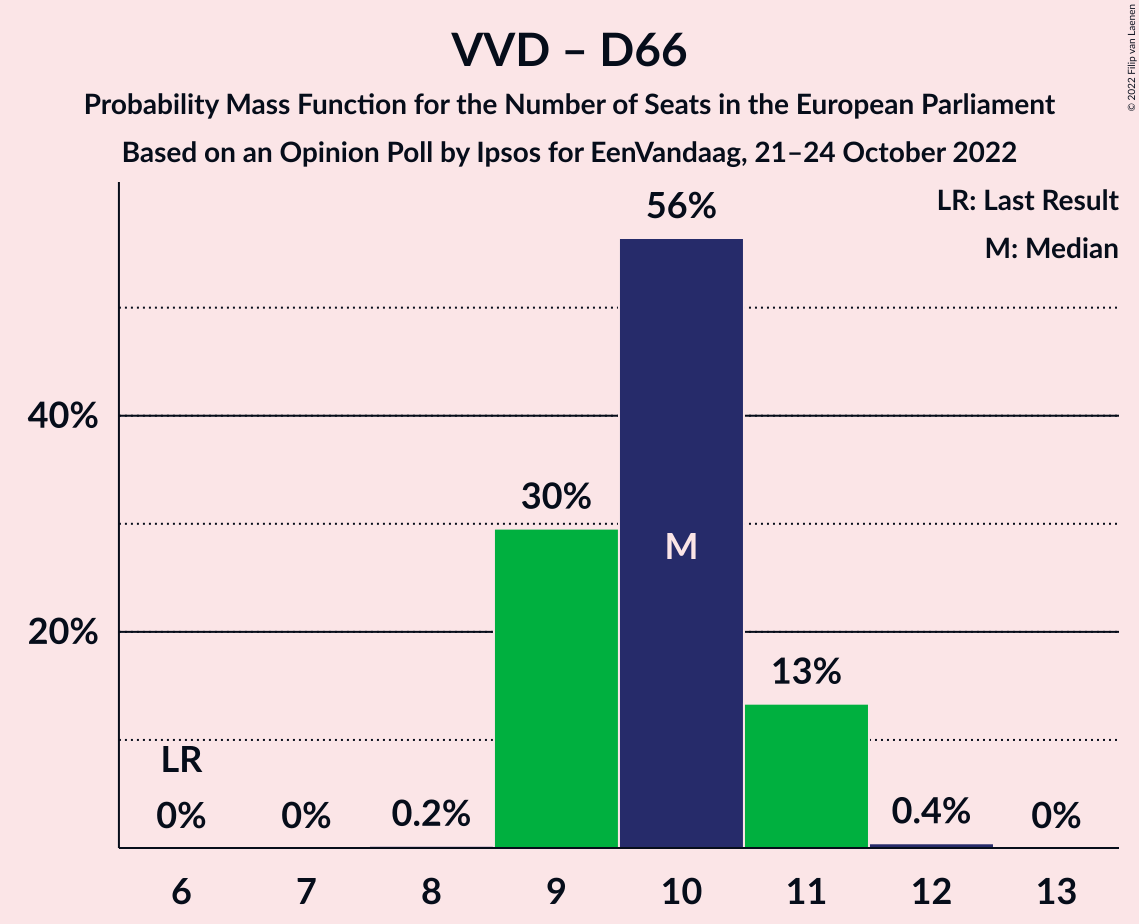 VVD – D66
Probability Mass Function for the Number of Seats in the European Parliament
Based on an Opinion Poll by Ipsos for EenVandaag, 21–24 October 2022
© 2022 Filip van Laenen
LR: Last Result
M: Median
56%
40%
30%
M
20%
13%
LR
0%
0%
0.2%
0.4%
0%
6 7 8 9 10 11 12 13